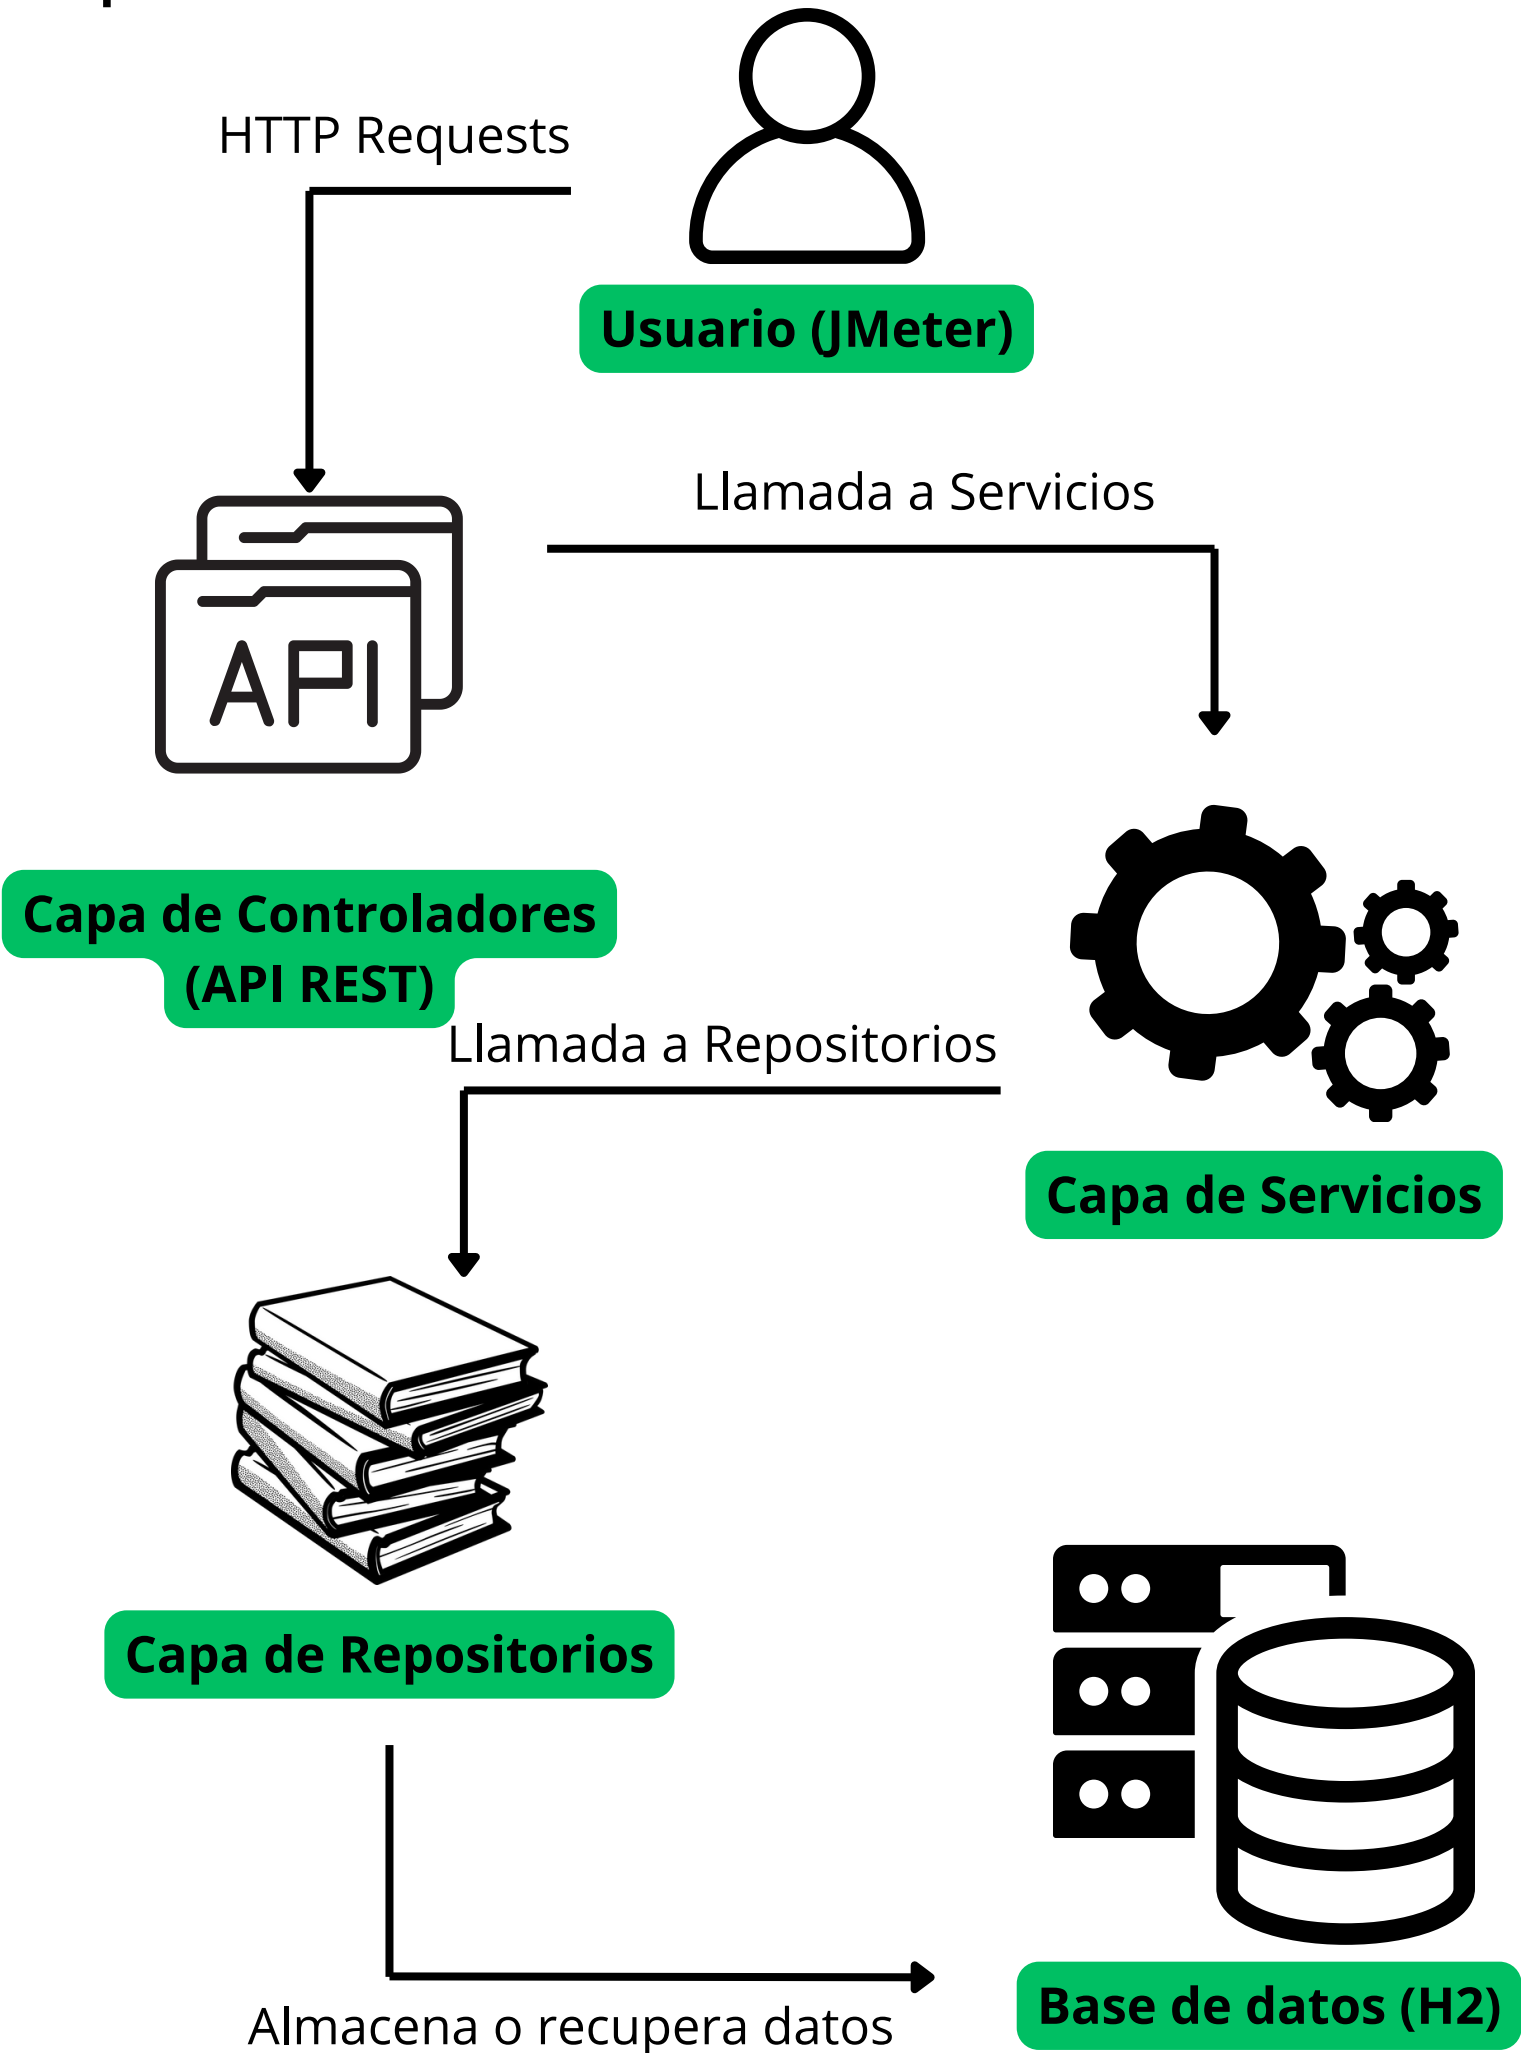 HTTP Requests
Usuario (JMeter)
Llamada a Servicios
API
Capa de Controladores
(API REST)
Llamada a Repositorios
Capa de Servicios
Capa de Repositorios
Base de datos (H2)
Almacena o recupera datos